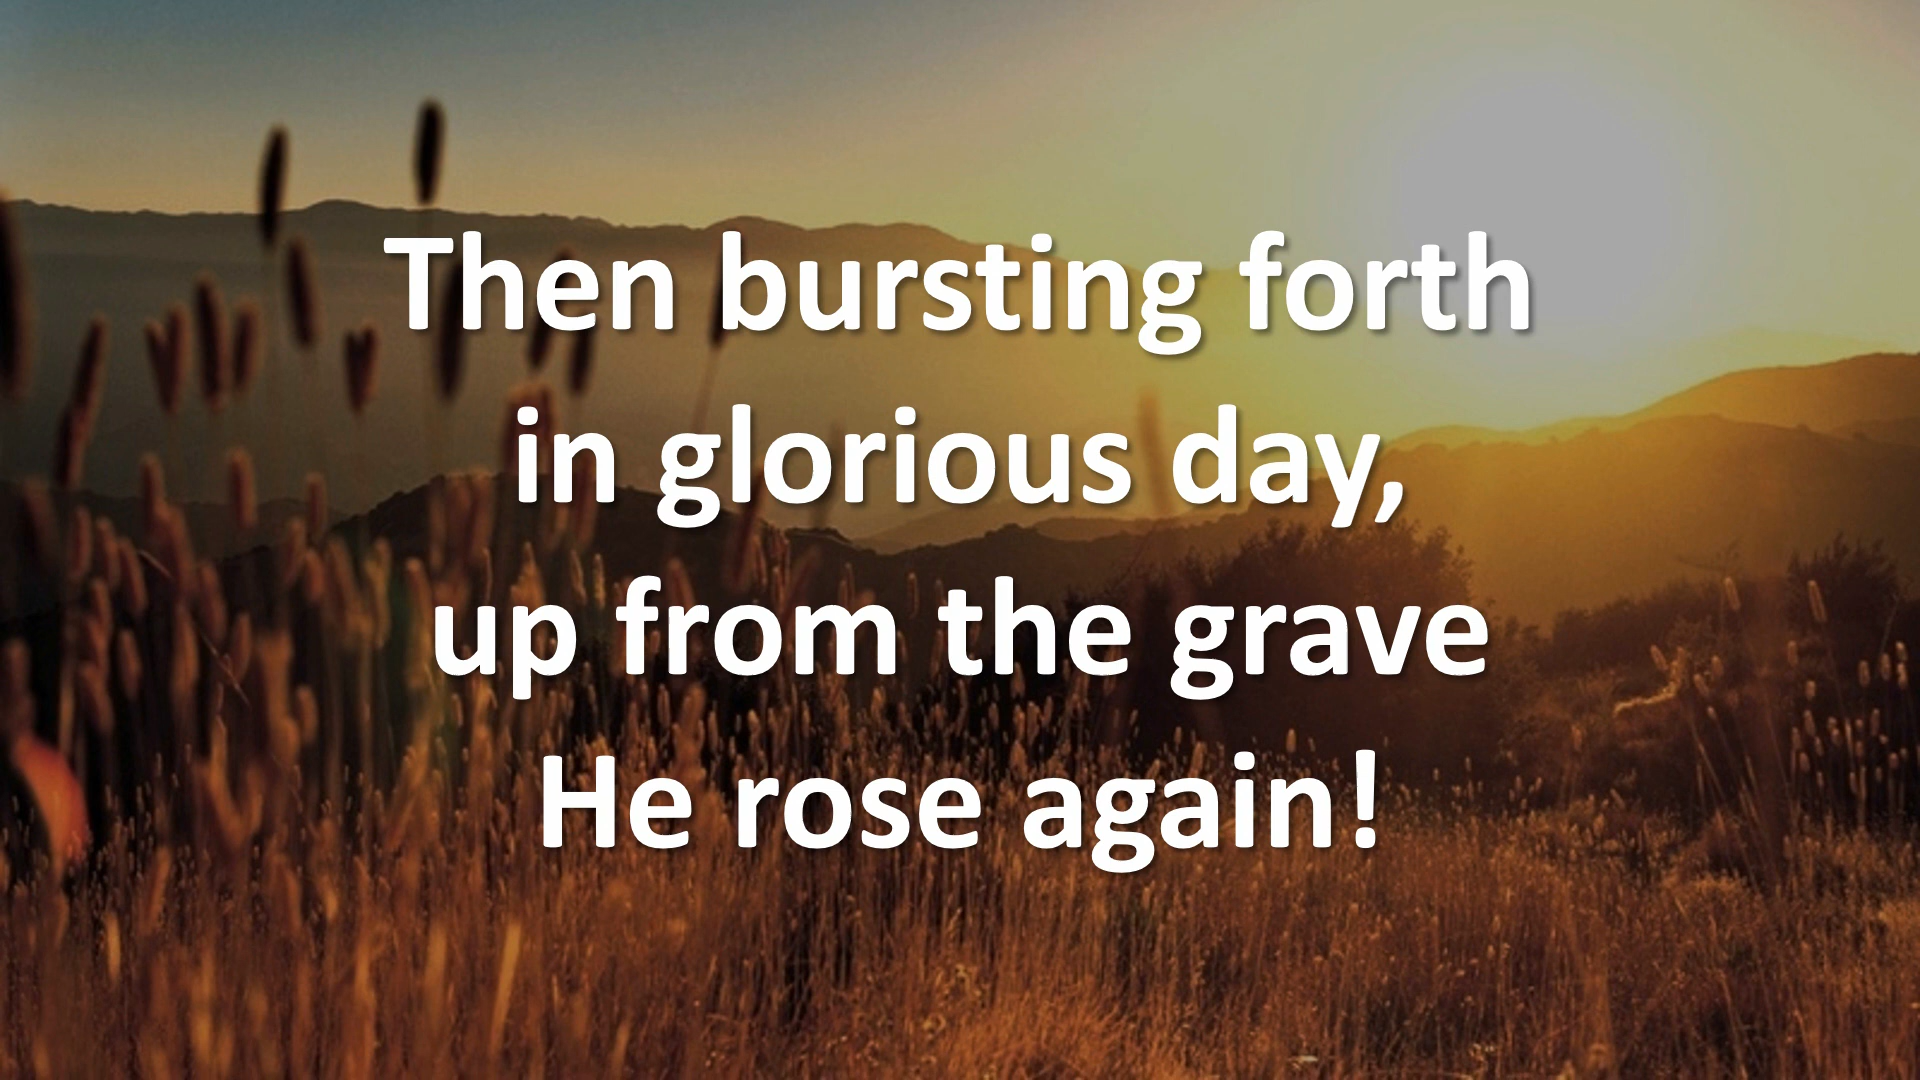 Then bursting forth
in glorious day,
up from the grave
He rose again!